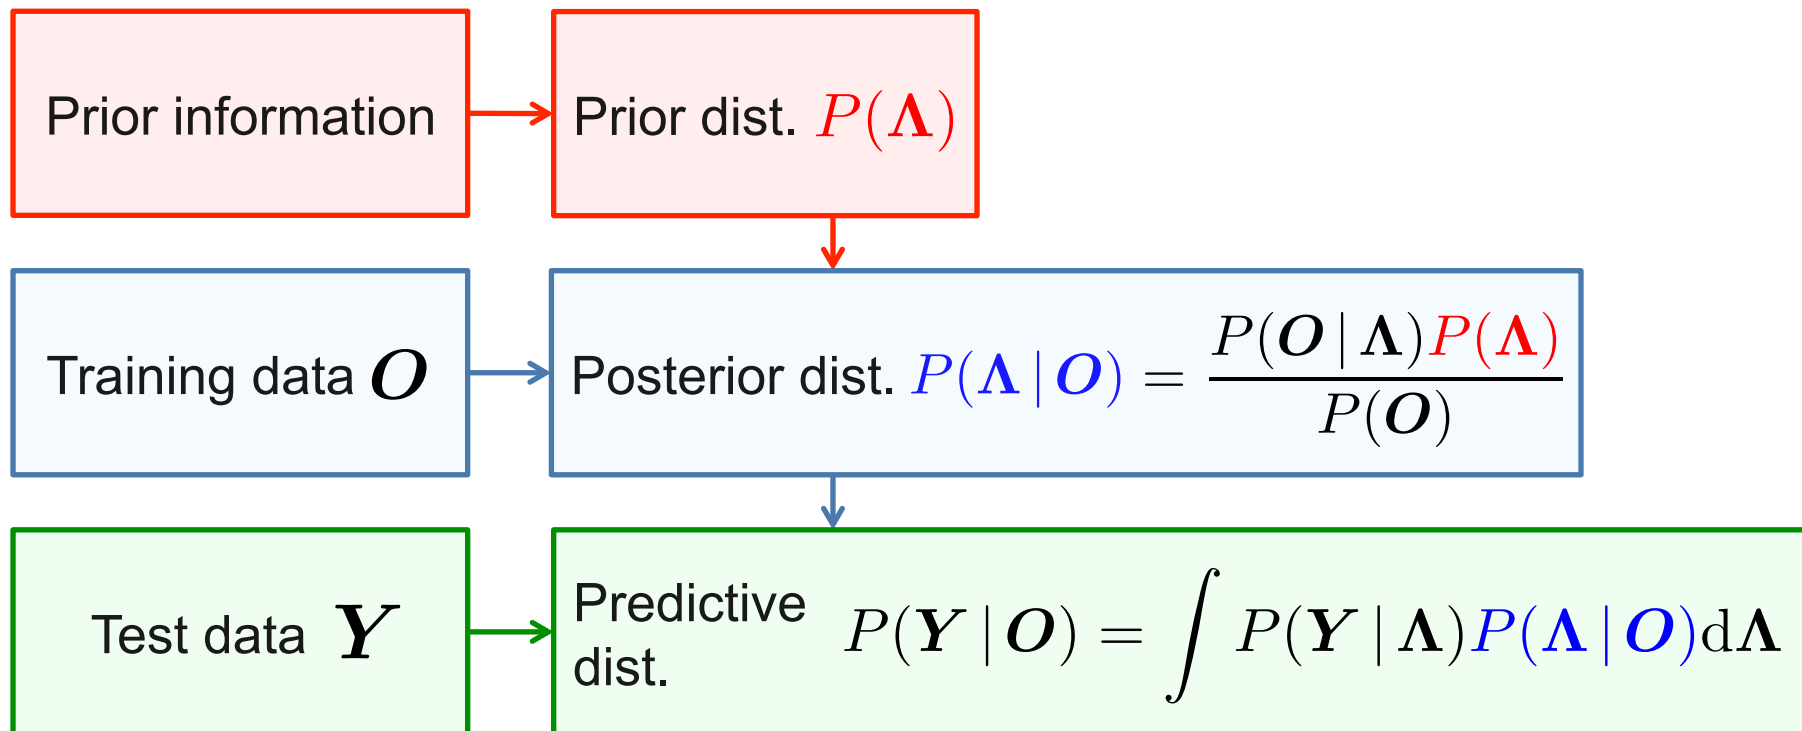 Prior information
Prior dist. P(Λ)
Training data O
Posterior dist. P(Λ | O) = P(O | Λ)P(Λ) / P(O)
Test data Y
Predictive
dist.
P(Y | O) = ∫ P(Y | Λ)P(Λ | O)dΛ